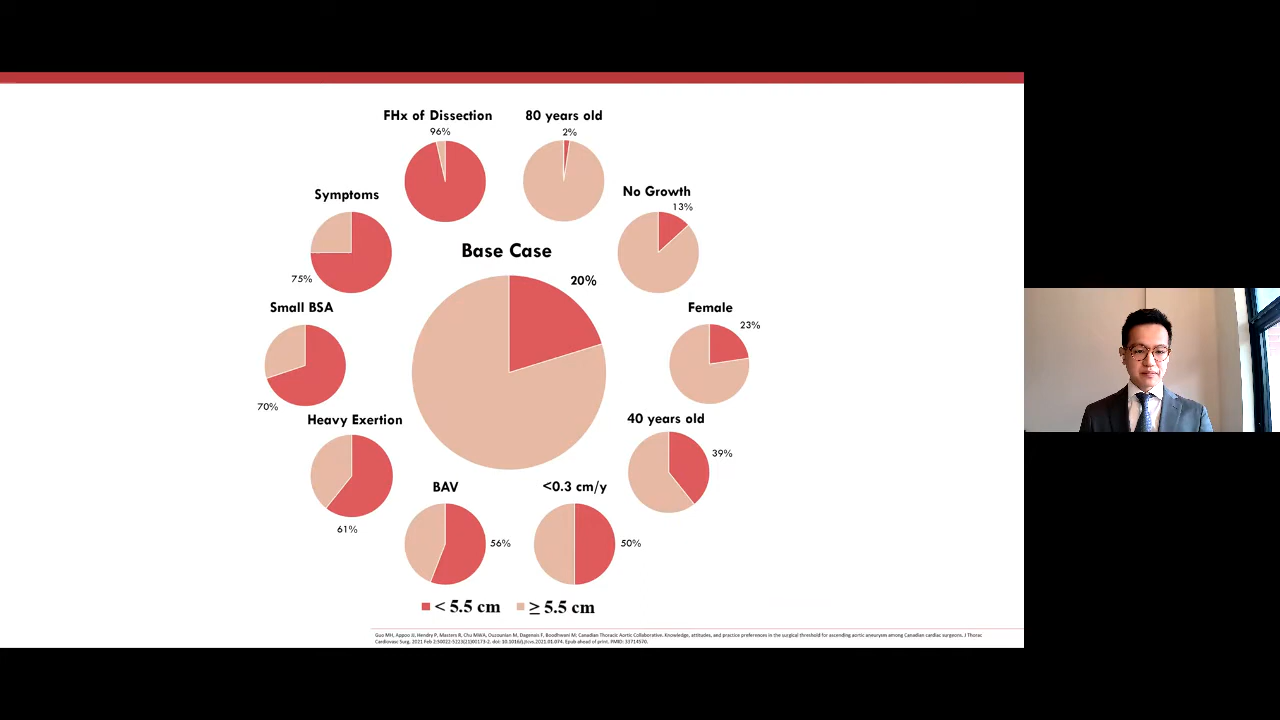 FHx of Dissection
96%
80 years old
2%
No Growth
13%
Symptoms
75%
Base Case
20%
Small BSA
70%
Female
23%
Heavy Exertion
61%
40 years old
39%
BAV
56%
<0.3 cm/y
50%
< 5.5 cm ≥ 5.5 cm
Guo MH, Appoo JJ, Hendry P, Masters R, Chu MWA, Ouzounian M, Dagenais F, Boodhwani M; Canadian Thoracic Aortic Collaborative. Knowledge, attitudes, and practice preferences in the surgical threshold for ascending aortic aneurysm among Canadian cardiac surgeons. J Thorac
Cardiovasc Surg. 2021 Feb 2:S0022-5223(21)00173-2. doi: 10.1016/j.jtcvs.2021.01.074. Epub ahead of print. PMID: 33714570.